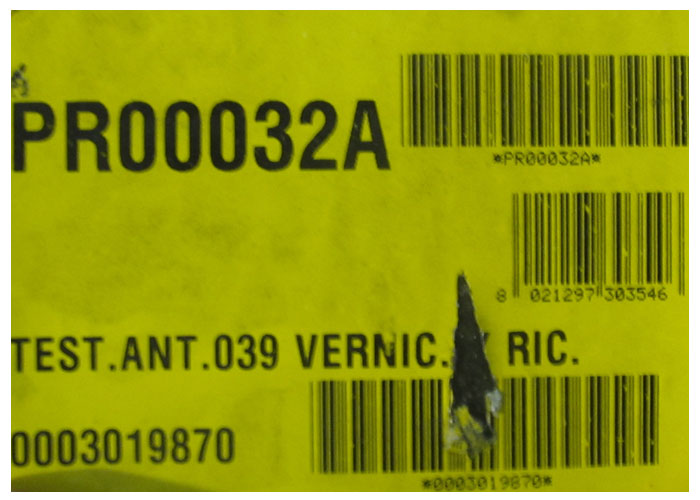 PR00032A
*PR00032A*
8 021297 303546
TEST.ANT.039 VERNIC. RIC.
0003019870
*0003019870*